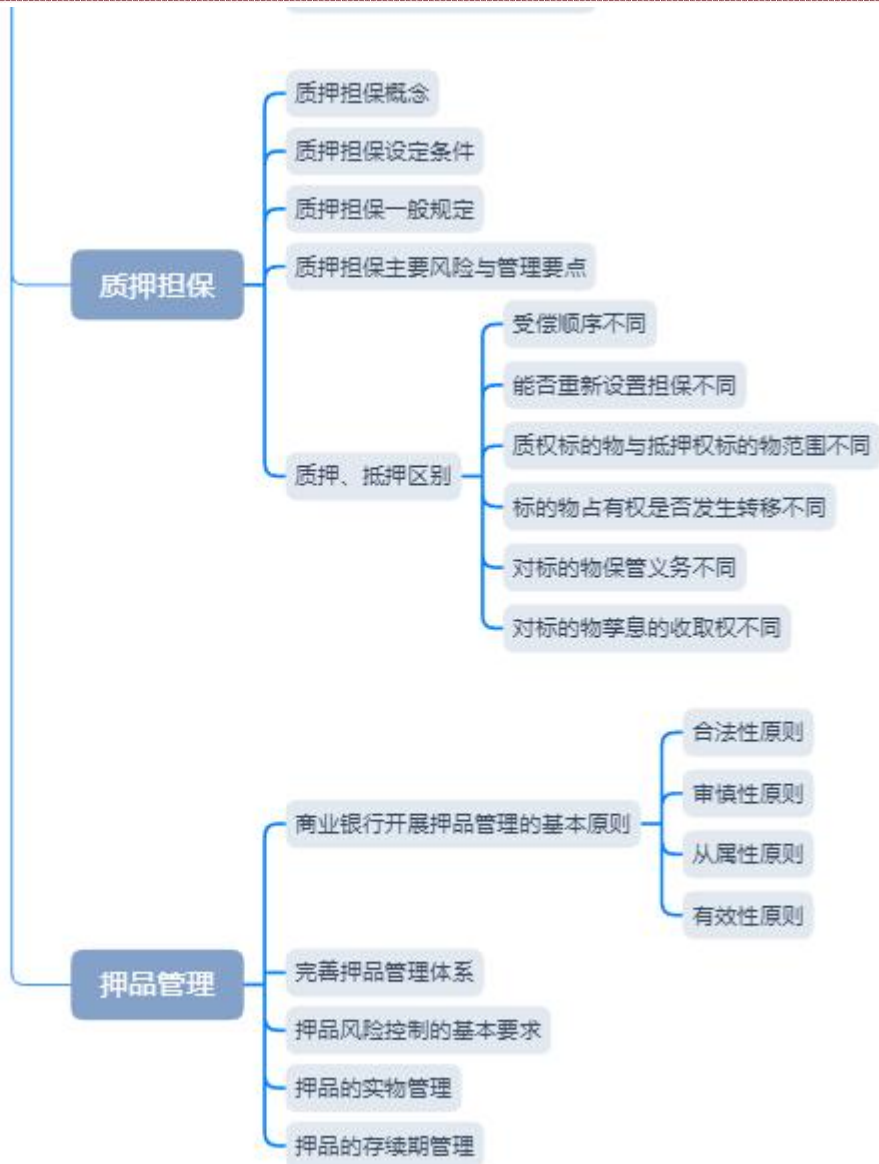 质押担保
质押担保概念
质押担保设定条件
质押担保一般规定
质押担保主要风险与管理要点
质押、抵押区别
受偿顺序不同
能否重新设置担保不同
质权标的物与抵押权标的物范围不同
标的物占有权是否发生转移不同
对标的物保管义务不同
对标的物孳息的收取权不同
押品管理
商业银行开展押品管理的基本原则
合法性原则
审慎性原则
从属性原则
有效性原则
完善押品管理体系
押品风险控制的基本要求
押品的实物管理
押品的存续期管理